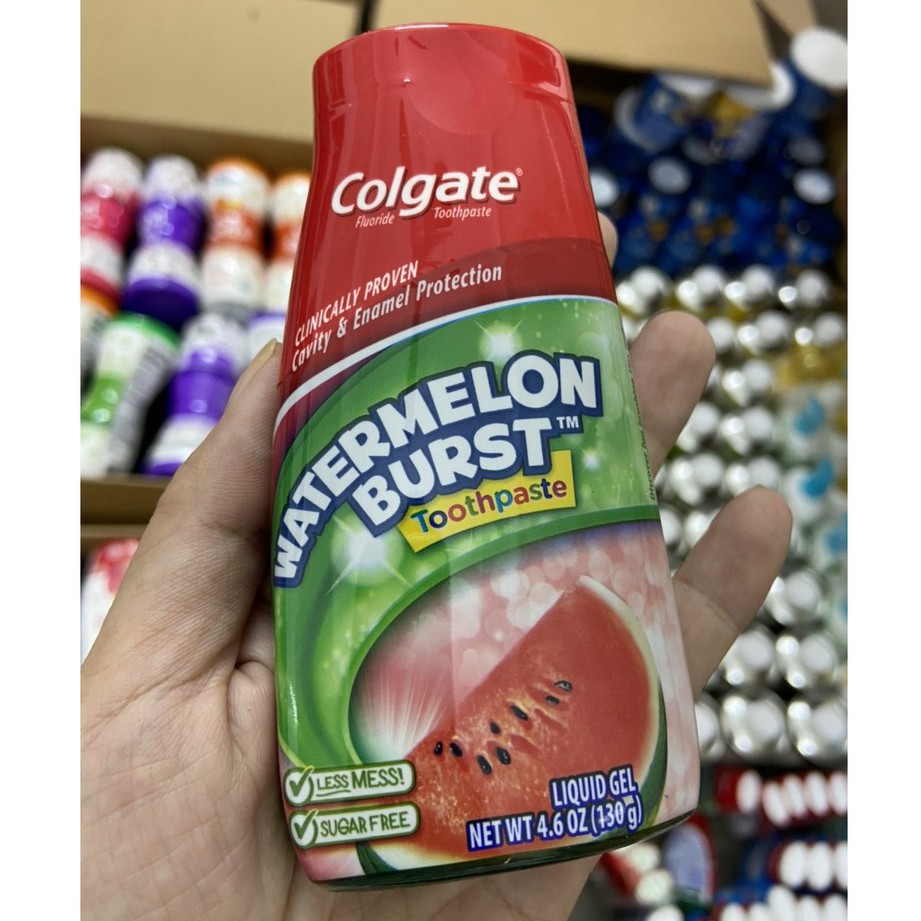 Colgate®
Fluoride Toothpaste
CLINICALLY PROVEN
Cavity & Enamel Protection
WATERMELON
BURST™
Toothpaste
LESS MESS!
SUGAR FREE
LIQUID GEL
NET WT 4.6 OZ (130 g)